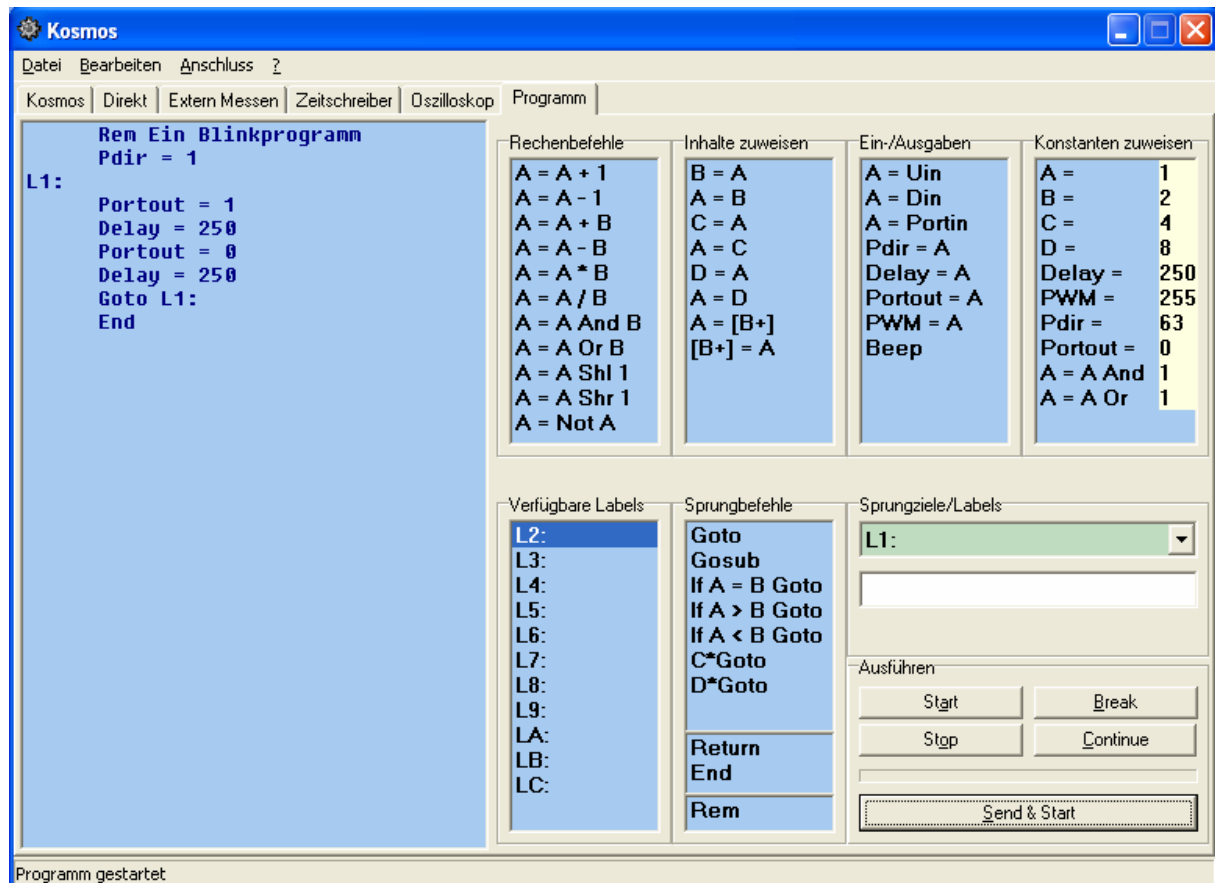 Kosmos
Datei Bearbeiten Anschluss ?
Kosmos Direkt Extern Messen Zeitschreiber Oszilloskop Programm
Rem Ein Blinkprogramm
Pdir = 1
L1:
Portout = 1
Delay = 250
Portout = 0
Delay = 250
Goto L1:
End
Rechenbefehle
A = A + 1
A = A - 1
A = A + B
A = A - B
A = A * B
A = A / B
A = A And B
A = A Or B
A = A Shl 1
A = A Shr 1
A = Not A
Inhalte zuweisen
B = A
A = B
C = A
A = C
D = A
A = D
A = [B+]
[B+] = A
Ein-/Ausgaben
A = Uin
A = Din
A = Portin
Pdir = A
Delay = A
Portout = A
PWM = A
Beep
Konstanten zuweisen
A = 1
B = 2
C = 4
D = 8
Delay = 250
PWM = 255
Pdir = 63
Portout = 0
A = A And 1
A = A Or 1
Verfügbare Labels
L2:
L3:
L4:
L5:
L6:
L7:
L8:
L9:
LA:
LB:
LC:
Sprungbefehle
Goto
Gosub
If A = B Goto
If A > B Goto
If A < B Goto
C*Goto
D*Goto
Return
End
Rem
Sprungziele/Labels
L1:
Ausführen
Start Break
Stop Continue
Send & Start
Programm gestartet